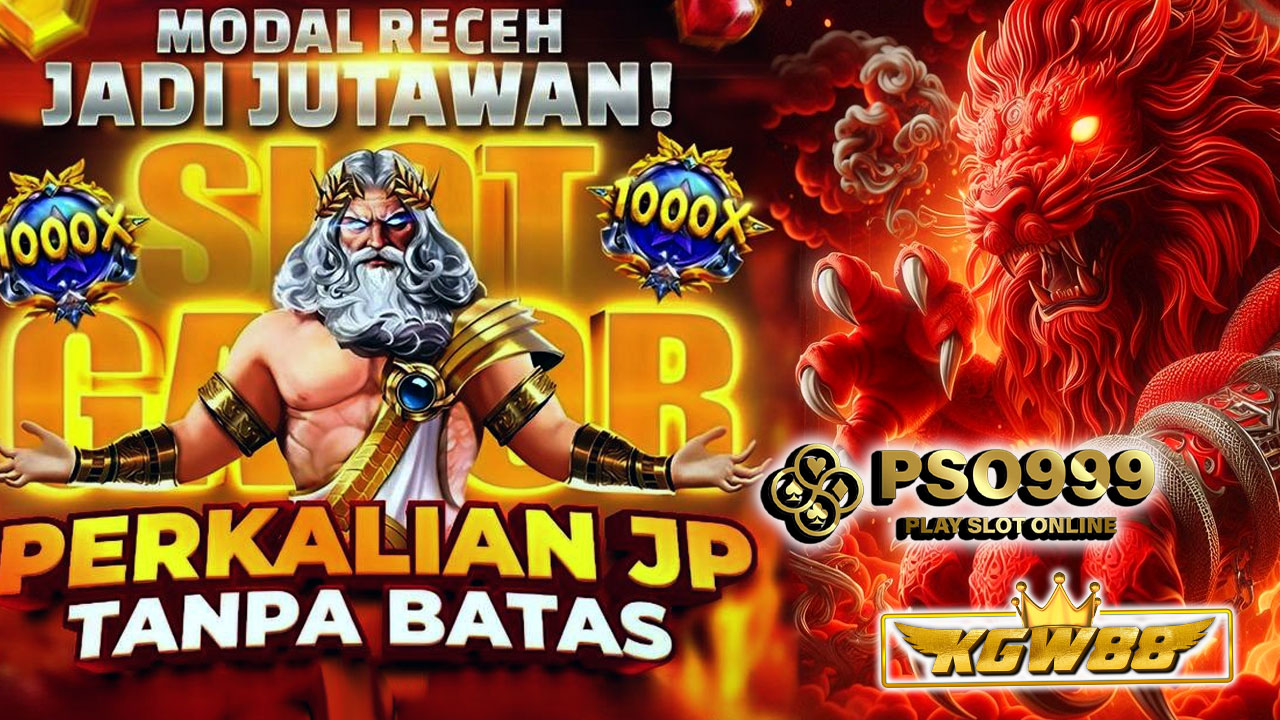 MODAL RECEH
JADI JUTAWAN!
SLOT
GACOR
1000X
1000X
PERKALIAN JP
TANPA BATAS
PSO999
PLAY SLOT ONLINE
KGW88